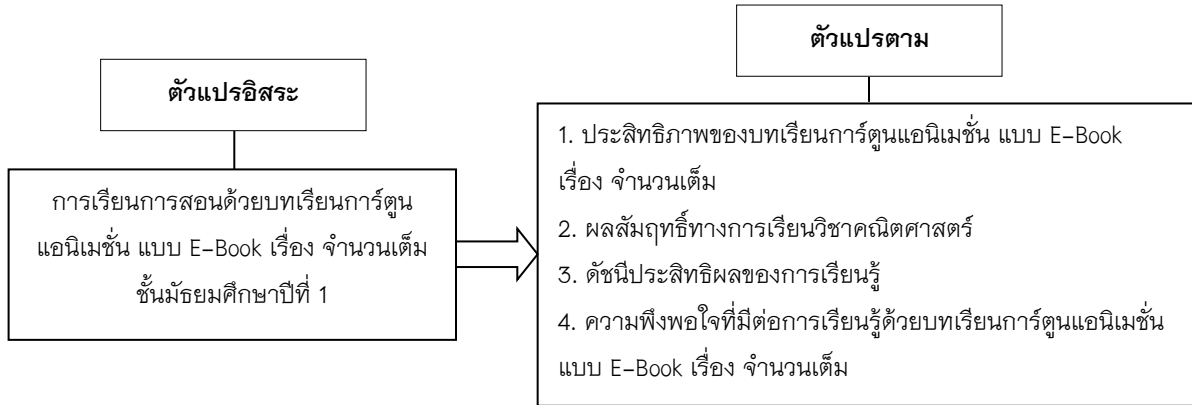 ตัวแปรอิสระ
การเรียนการสอนด้วยบทเรียนการ์ตูน
แอนิเมชั่น แบบ E-Book เรื่อง จำนวนเต็ม
ชั้นมัธยมศึกษาปีที่ 1
ตัวแปรตาม
1. ประสิทธิภาพของบทเรียนการ์ตูนแอนิเมชั่น แบบ E-Book
เรื่อง จำนวนเต็ม
2. ผลสัมฤทธิ์ทางการเรียนวิชาคณิตศาสตร์
3. ดัชนีประสิทธิผลของการเรียนรู้
4. ความพึงพอใจที่มีต่อการเรียนรู้ด้วยบทเรียนการ์ตูนแอนิเมชั่น
แบบ E-Book เรื่อง จำนวนเต็ม